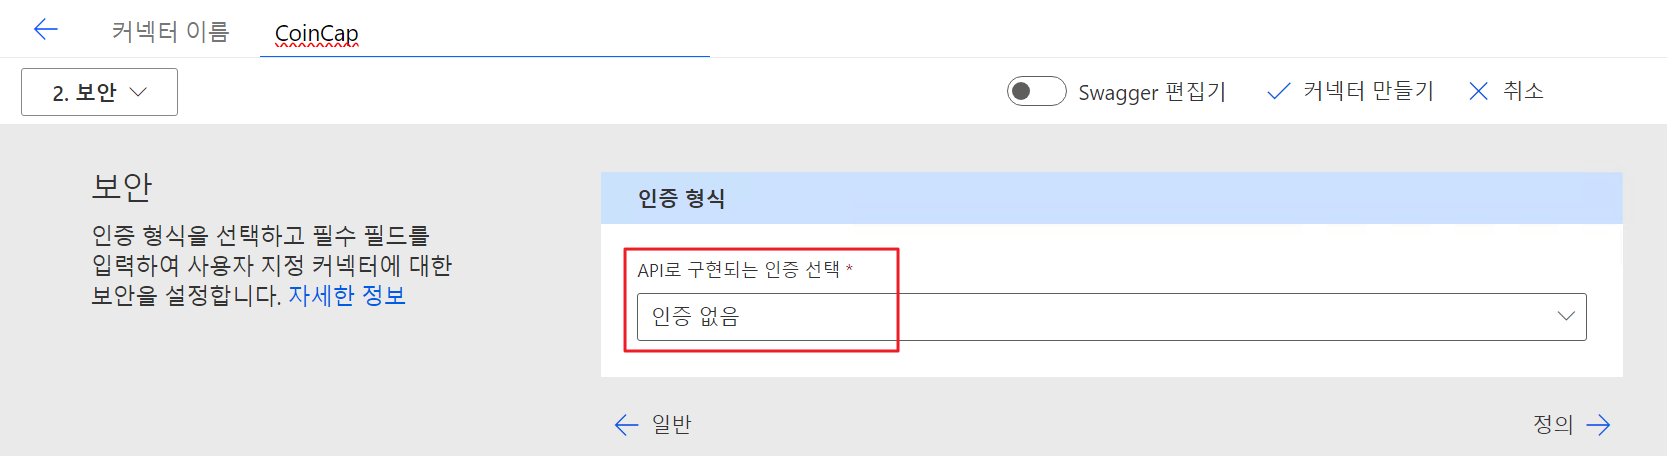 커넥터 이름 CoinCap
2. 보안
Swagger 편집기 커넥터 만들기 취소
보안
인증 형식을 선택하고 필수 필드를
입력하여 사용자 지정 커넥터에 대한
보안을 설정합니다. 자세한 정보
인증 형식
API로 구현되는 인증 선택 *
인증 없음
일반
정의